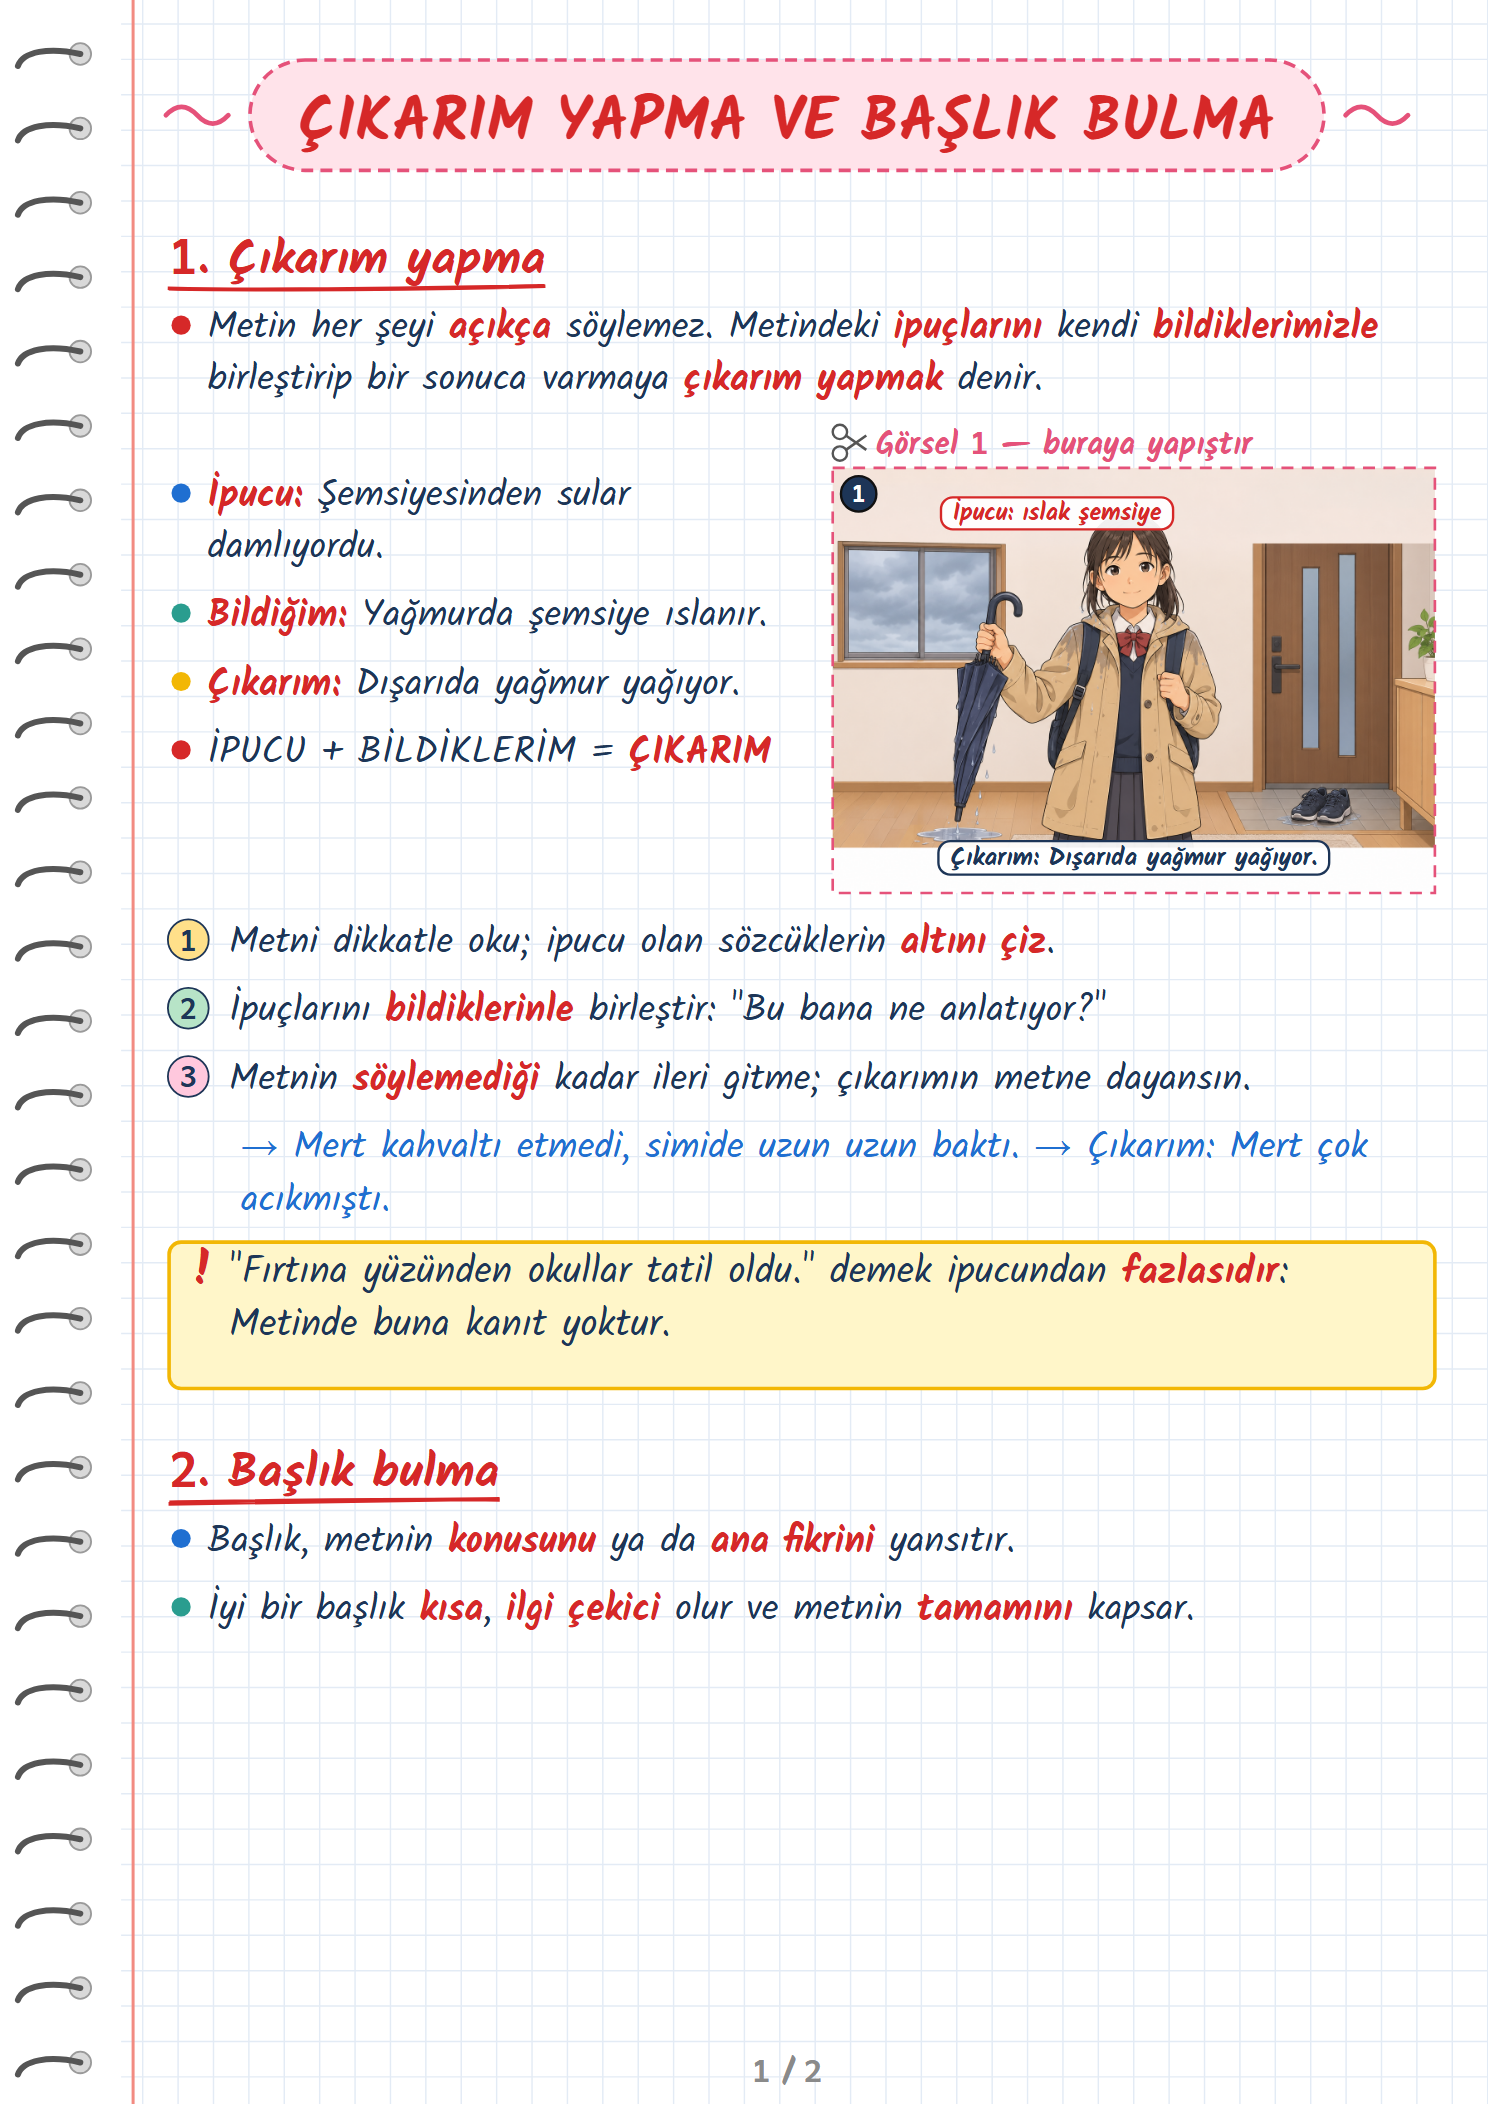 ÇIKARIM YAPMA VE BAŞLIK BULMA
1. Çıkarım yapma
Metin her şeyi açıkça söylemez. Metindeki ipuçlarını kendi bildiklerimizle
birleştirip bir sonuca varmaya çıkarım yapmak denir.
İpucu: Şemsiyesinden sular
damlıyordu.
Bildiğim: Yağmurda şemsiye ıslanır.
Çıkarım: Dışarıda yağmur yağıyor.
İPUCU + BİLDİKLERİM = ÇIKARIM
Görsel 1 — buraya yapıştır
1
İpucu: ıslak şemsiye
Çıkarım: Dışarıda yağmur yağıyor.
1 Metni dikkatle oku; ipucu olan sözcüklerin altını çiz.
2 İpuçlarını bildiklerinle birleştir: "Bu bana ne anlatıyor?"
3 Metnin söylemediği kadar ileri gitme; çıkarımın metne dayansın.
→ Mert kahvaltı etmedi, simide uzun uzun baktı. → Çıkarım: Mert çok
acıkmıştı.
! "Fırtına yüzünden okullar tatil oldu." demek ipucundan fazlasıdır:
Metinde buna kanıt yoktur.
2. Başlık bulma
Başlık, metnin konusunu ya da ana fikrini yansıtır.
İyi bir başlık kısa, ilgi çekici olur ve metnin tamamını kapsar.
1 / 2